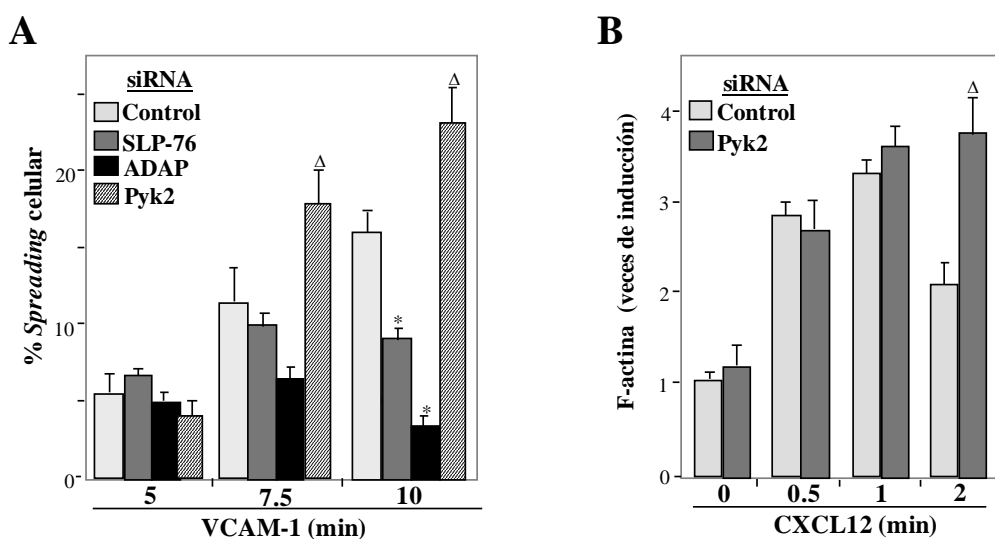 A
siRNA
Control
SLP-76
ADAP
Pyk2
% Spreading celular
20
10
0
Δ
Δ
*
*
5 7.5 10
VCAM-1 (min)
B
siRNA
Control
Pyk2
F-actina (veces de inducción)
4
3
2
1
0
Δ
0 0.5 1 2
CXCL12 (min)